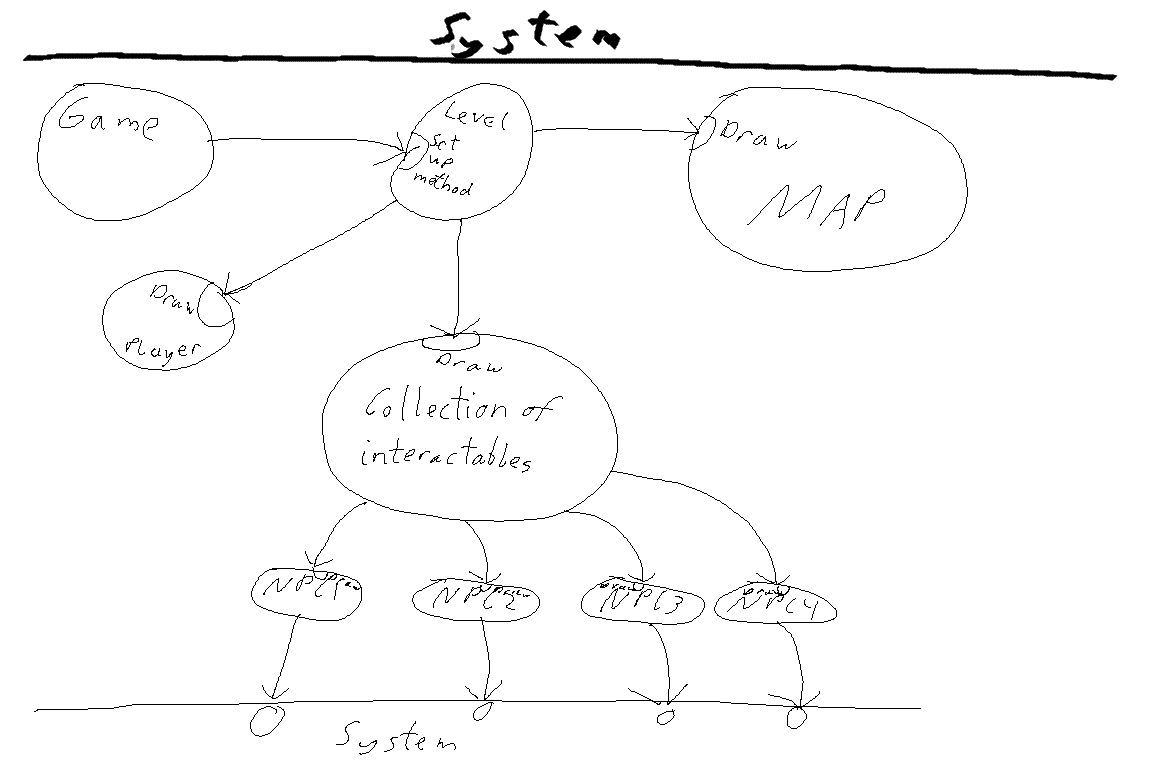 System
Game
Level
Set
up
method
Draw
MAP
Draw
Player
Draw
Collection of
interactables
NPC1 Draw
NPC2 Draw
Draw
NPC3
Draw
NPC4
System